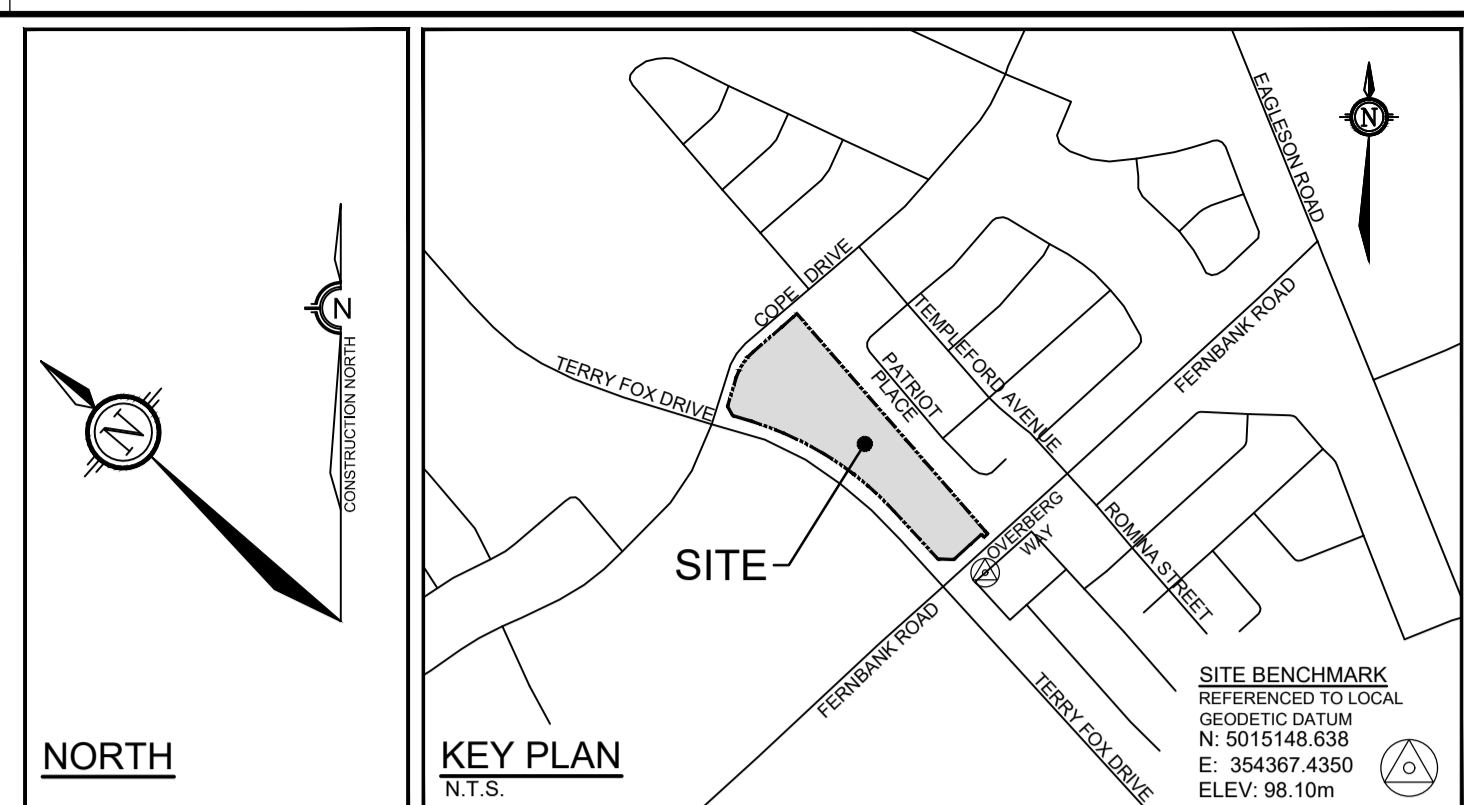 N
CONSTRUCTION NORTH
N
NORTH
N
EAGLESON ROAD
COPE DRIVE
TERRY FOX DRIVE
TEMPLEFORD AVENUE
PATRIOT
PLACE
FERNBANK ROAD
SITE
OVERBERG
WAY
ROMINA STREET
FERNBANK ROAD
TERRY FOX DRIVE
KEY PLAN
N.T.S.
SITE BENCHMARK
REFERENCED TO LOCAL
GEODETIC DATUM
N: 5015148.638
E: 354367.4350
ELEV: 98.10m